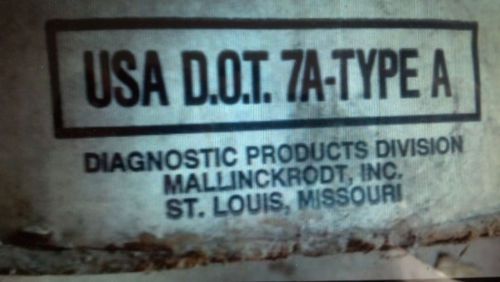 USA D.O.T. 7A-TYPE A
DIAGNOSTIC PRODUCTS DIVISION
MALLINCKRODT, INC.
ST. LOUIS, MISSOURI